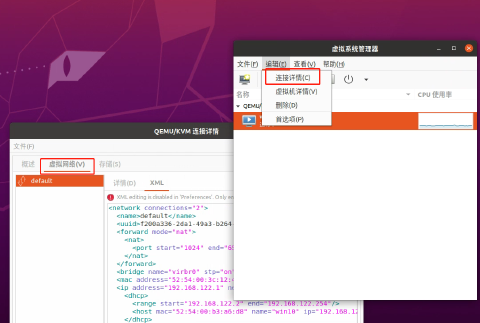 虚拟系统管理器
文件(F) 编辑(E) 查看(V) 帮助(H)
连接详情(C)
虚拟机详情(V)
删除(D)
首选项(P)
名称
CPU 使用率
QEMU/
QEMU/KVM 连接详情
文件(F)
概述 虚拟网络(V) 存储(S)
default
详情(D) XML
XML editing is disabled in 'Preferences'. Only
<network connections="2">
<name>default</name>
<uuid>f200a336-2da1-49a3-b264-
<forward mode="nat">
<nat>
<port start="1024" end="65
</nat>
</forward>
<bridge name="virbr0" stp="on"
<mac address="52:54:00:3c:12:
<ip address="192.168.122.1" ne
<dhcp>
<range start="192.168.122.2" end="192.168.122.254"/>
<host mac="52:54:00:b3:a6:d8" name="win10" ip="192.168.12
</dhcp>